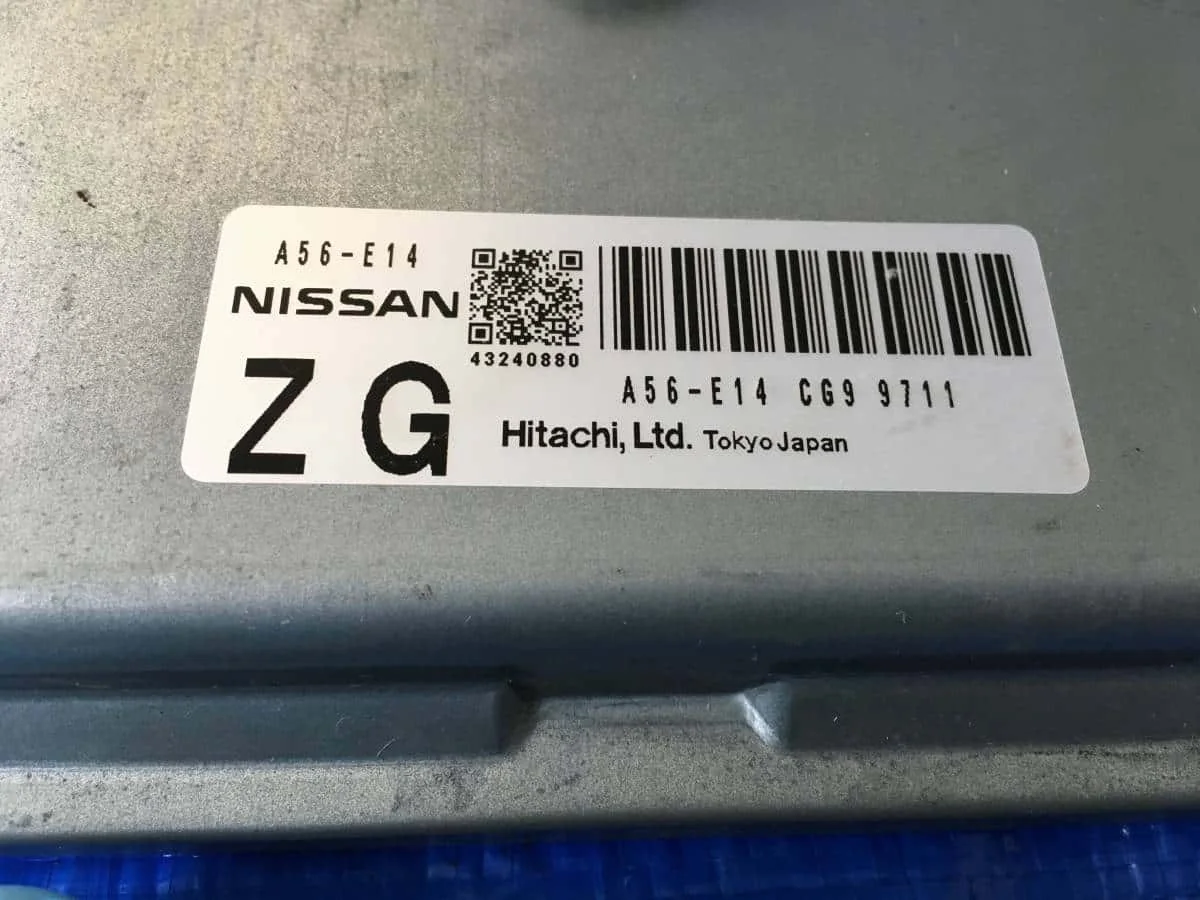 A56-E14
NISSAN
Z G
43240880
A56-E14 CG9 9711
Hitachi, Ltd. Tokyo Japan